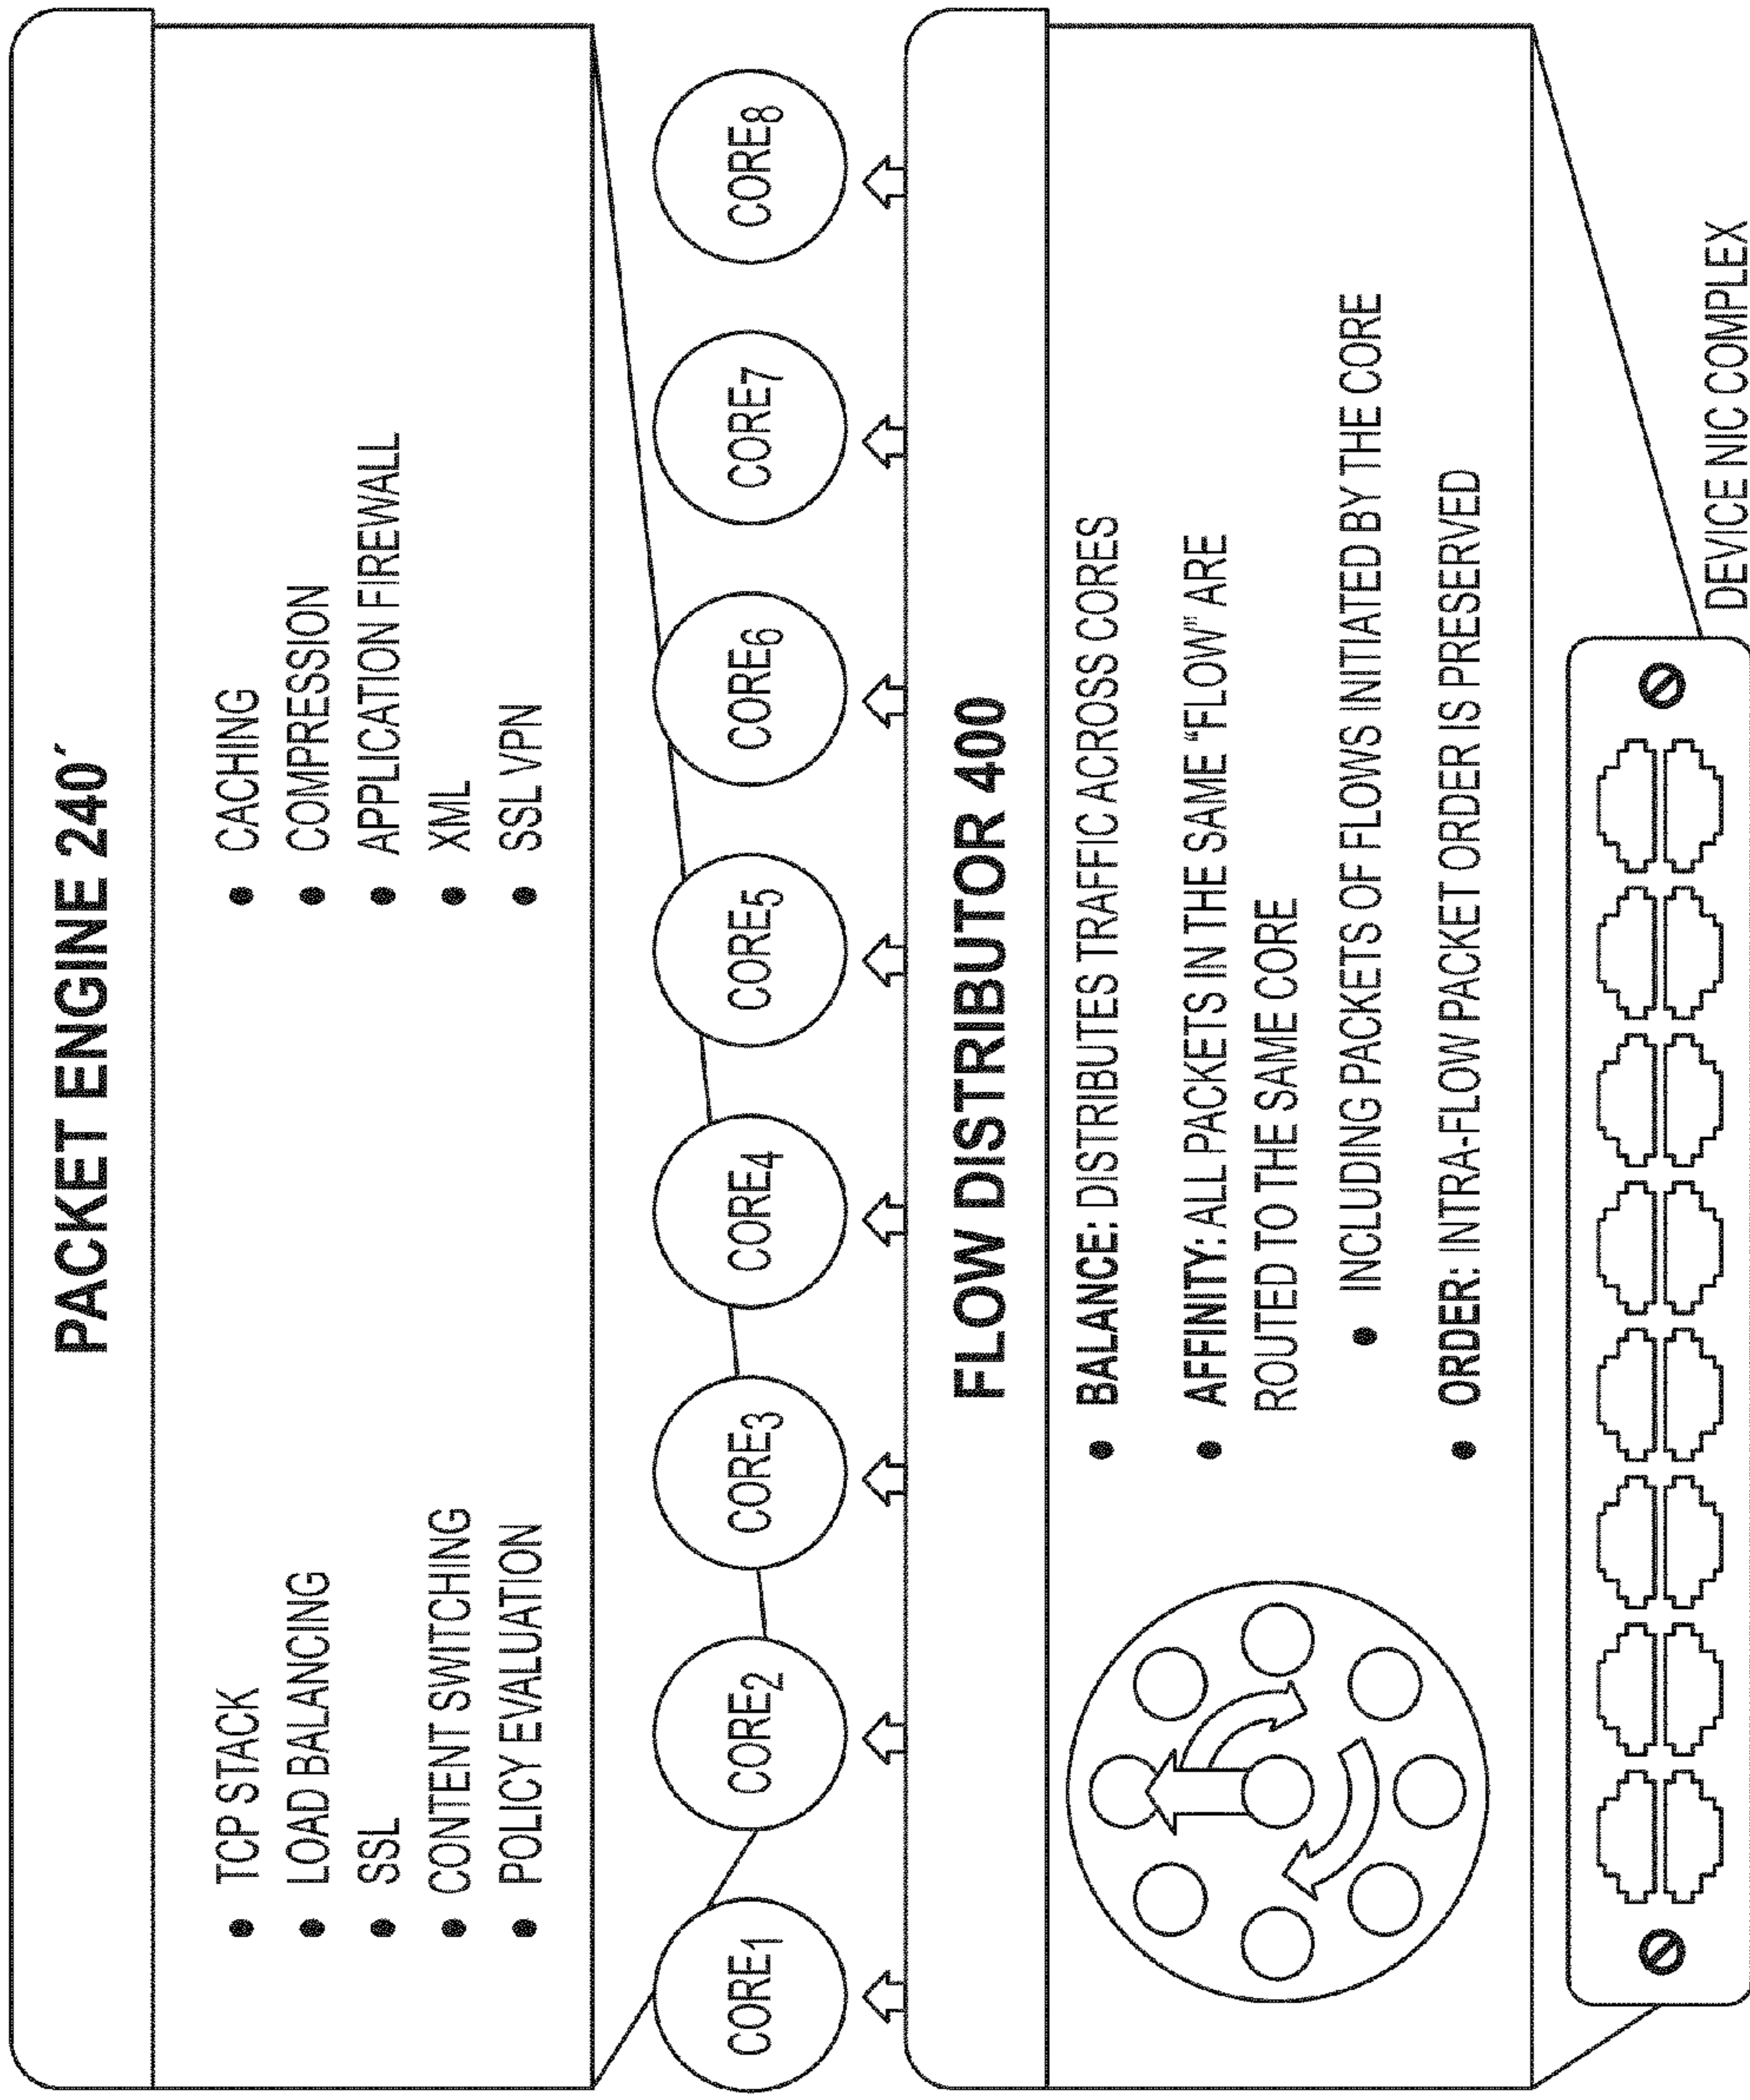 PACKET ENGINE 240´
• TCP STACK
• LOAD BALANCING
• SSL
• CONTENT SWITCHING
• POLICY EVALUATION
• CACHING
• COMPRESSION
• APPLICATION FIREWALL
• XML
• SSL VPN
CORE1
CORE2
CORE3
CORE4
CORE5
CORE6
CORE7
CORE8
FLOW DISTRIBUTOR 400
• BALANCE: DISTRIBUTES TRAFFIC ACROSS CORES
• AFFINITY: ALL PACKETS IN THE SAME “FLOW” ARE
ROUTED TO THE SAME CORE
• INCLUDING PACKETS OF FLOWS INITIATED BY THE CORE
• ORDER: INTRA-FLOW PACKET ORDER IS PRESERVED
DEVICE NIC COMPLEX